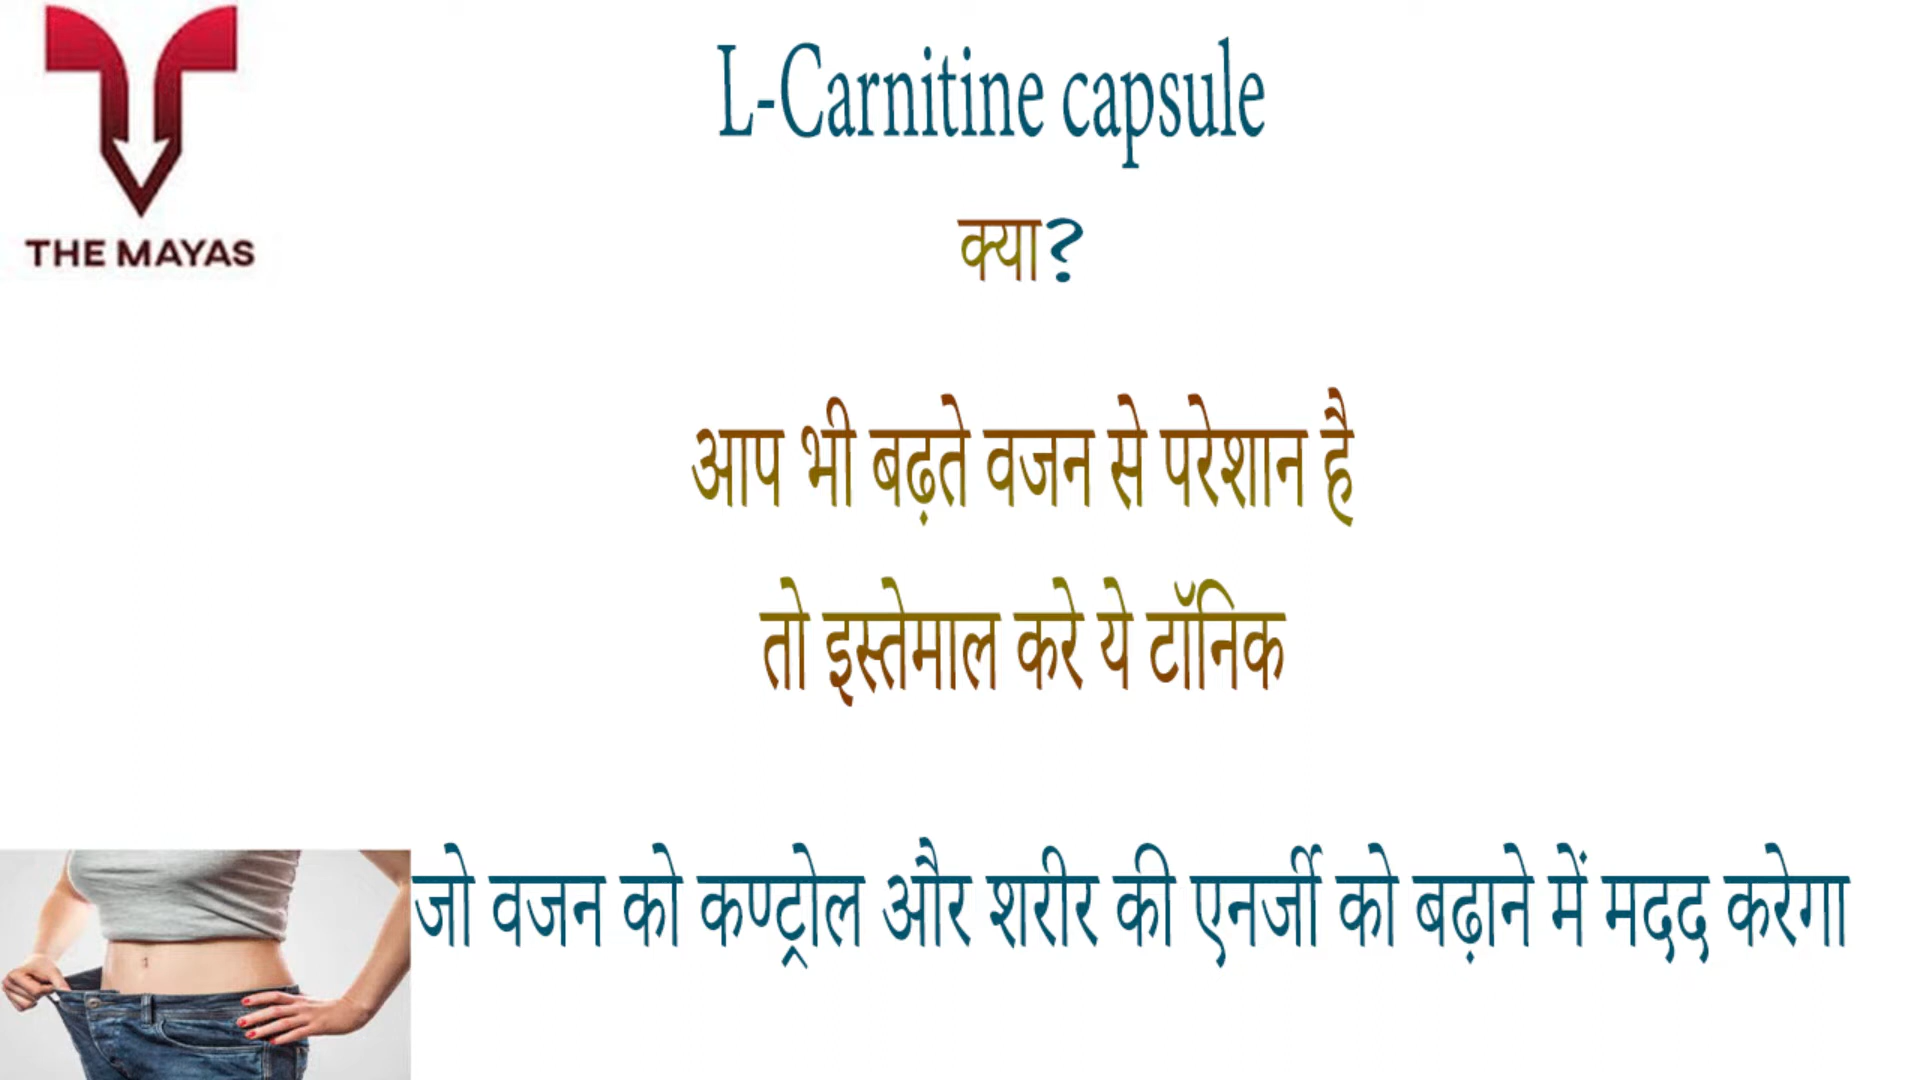 THE MAYAS
L-Carnitine capsule
क्या?
आप भी बढ़ते वजन से परेशान है
तो इस्तेमाल करे ये टॉनिक
जो वजन को कण्ट्रोल और शरीर की एनर्जी को बढ़ाने में मदद करेगा